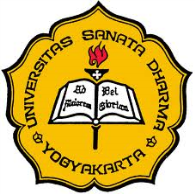 UNIVERSITAS SANATA DHARMA
Ad Maiorem
Dei Gloriam
YOGYAKARTA